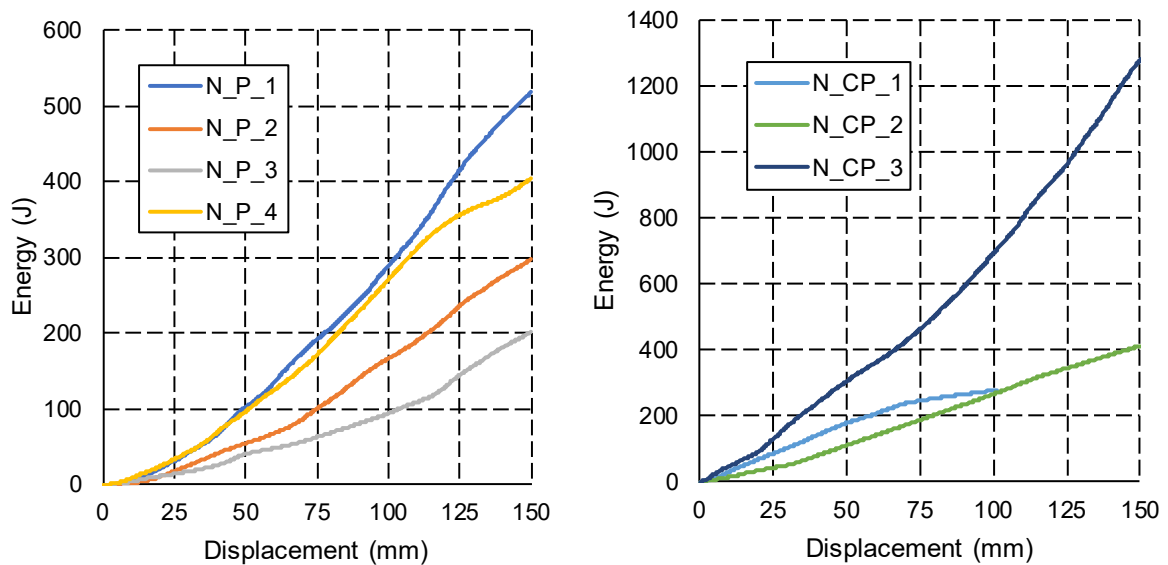 600
500
400
300
200
100
0
Energy (J)
N_P_1
N_P_2
N_P_3
N_P_4
0 25 50 75 100 125 150
Displacement (mm)
1400
1200
1000
800
600
400
200
0
Energy (J)
N_CP_1
N_CP_2
N_CP_3
0 25 50 75 100 125 150
Displacement (mm)